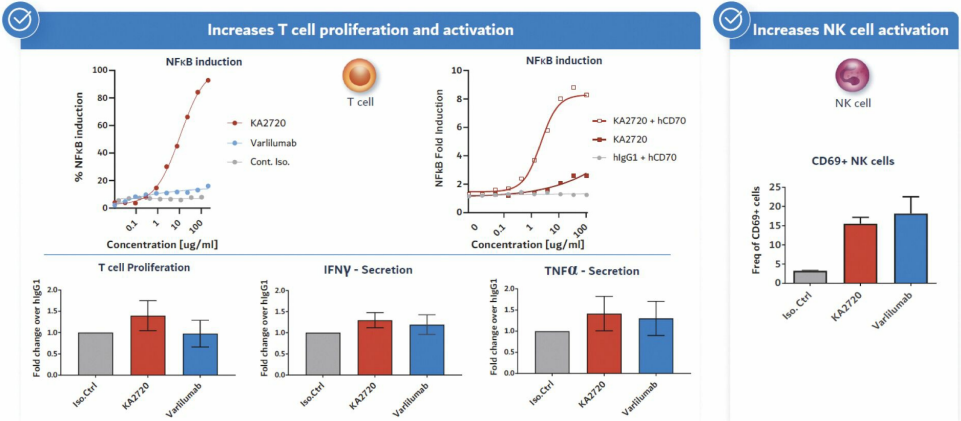 Increases T cell proliferation and activation
NFκB induction
% NFκB induction
100
80
60
40
20
0
0.1
1
10
100
Concentration [ug/ml]
KA2720
Varlilumab
Cont. Iso.
T cell
NFκB induction
NFkB Fold Induction
10
8
6
4
2
0
0
0.1
1
10
100
Concentration [ug/ml]
KA2720 + hCD70
KA2720
hIgG1 + hCD70
T cell Proliferation
Fold change over hIgG1
2.0
1.5
1.0
0.5
0.0
Iso.Ctrl
KA2720
Varlilumab
IFNγ - Secretion
Fold change over hIgG1
2.0
1.5
1.0
0.5
0.0
Iso.Ctrl
KA2720
Varlilumab
TNFα - Secretion
Fold change over hIgG1
2.0
1.5
1.0
0.5
0.0
Iso.Ctrl
KA2720
Varlilumab
Increases NK cell activation
NK cell
CD69+ NK cells
Freq of CD69+ cells
25
20
15
10
5
0
Iso. Ctrl
KA2720
Varlilumab